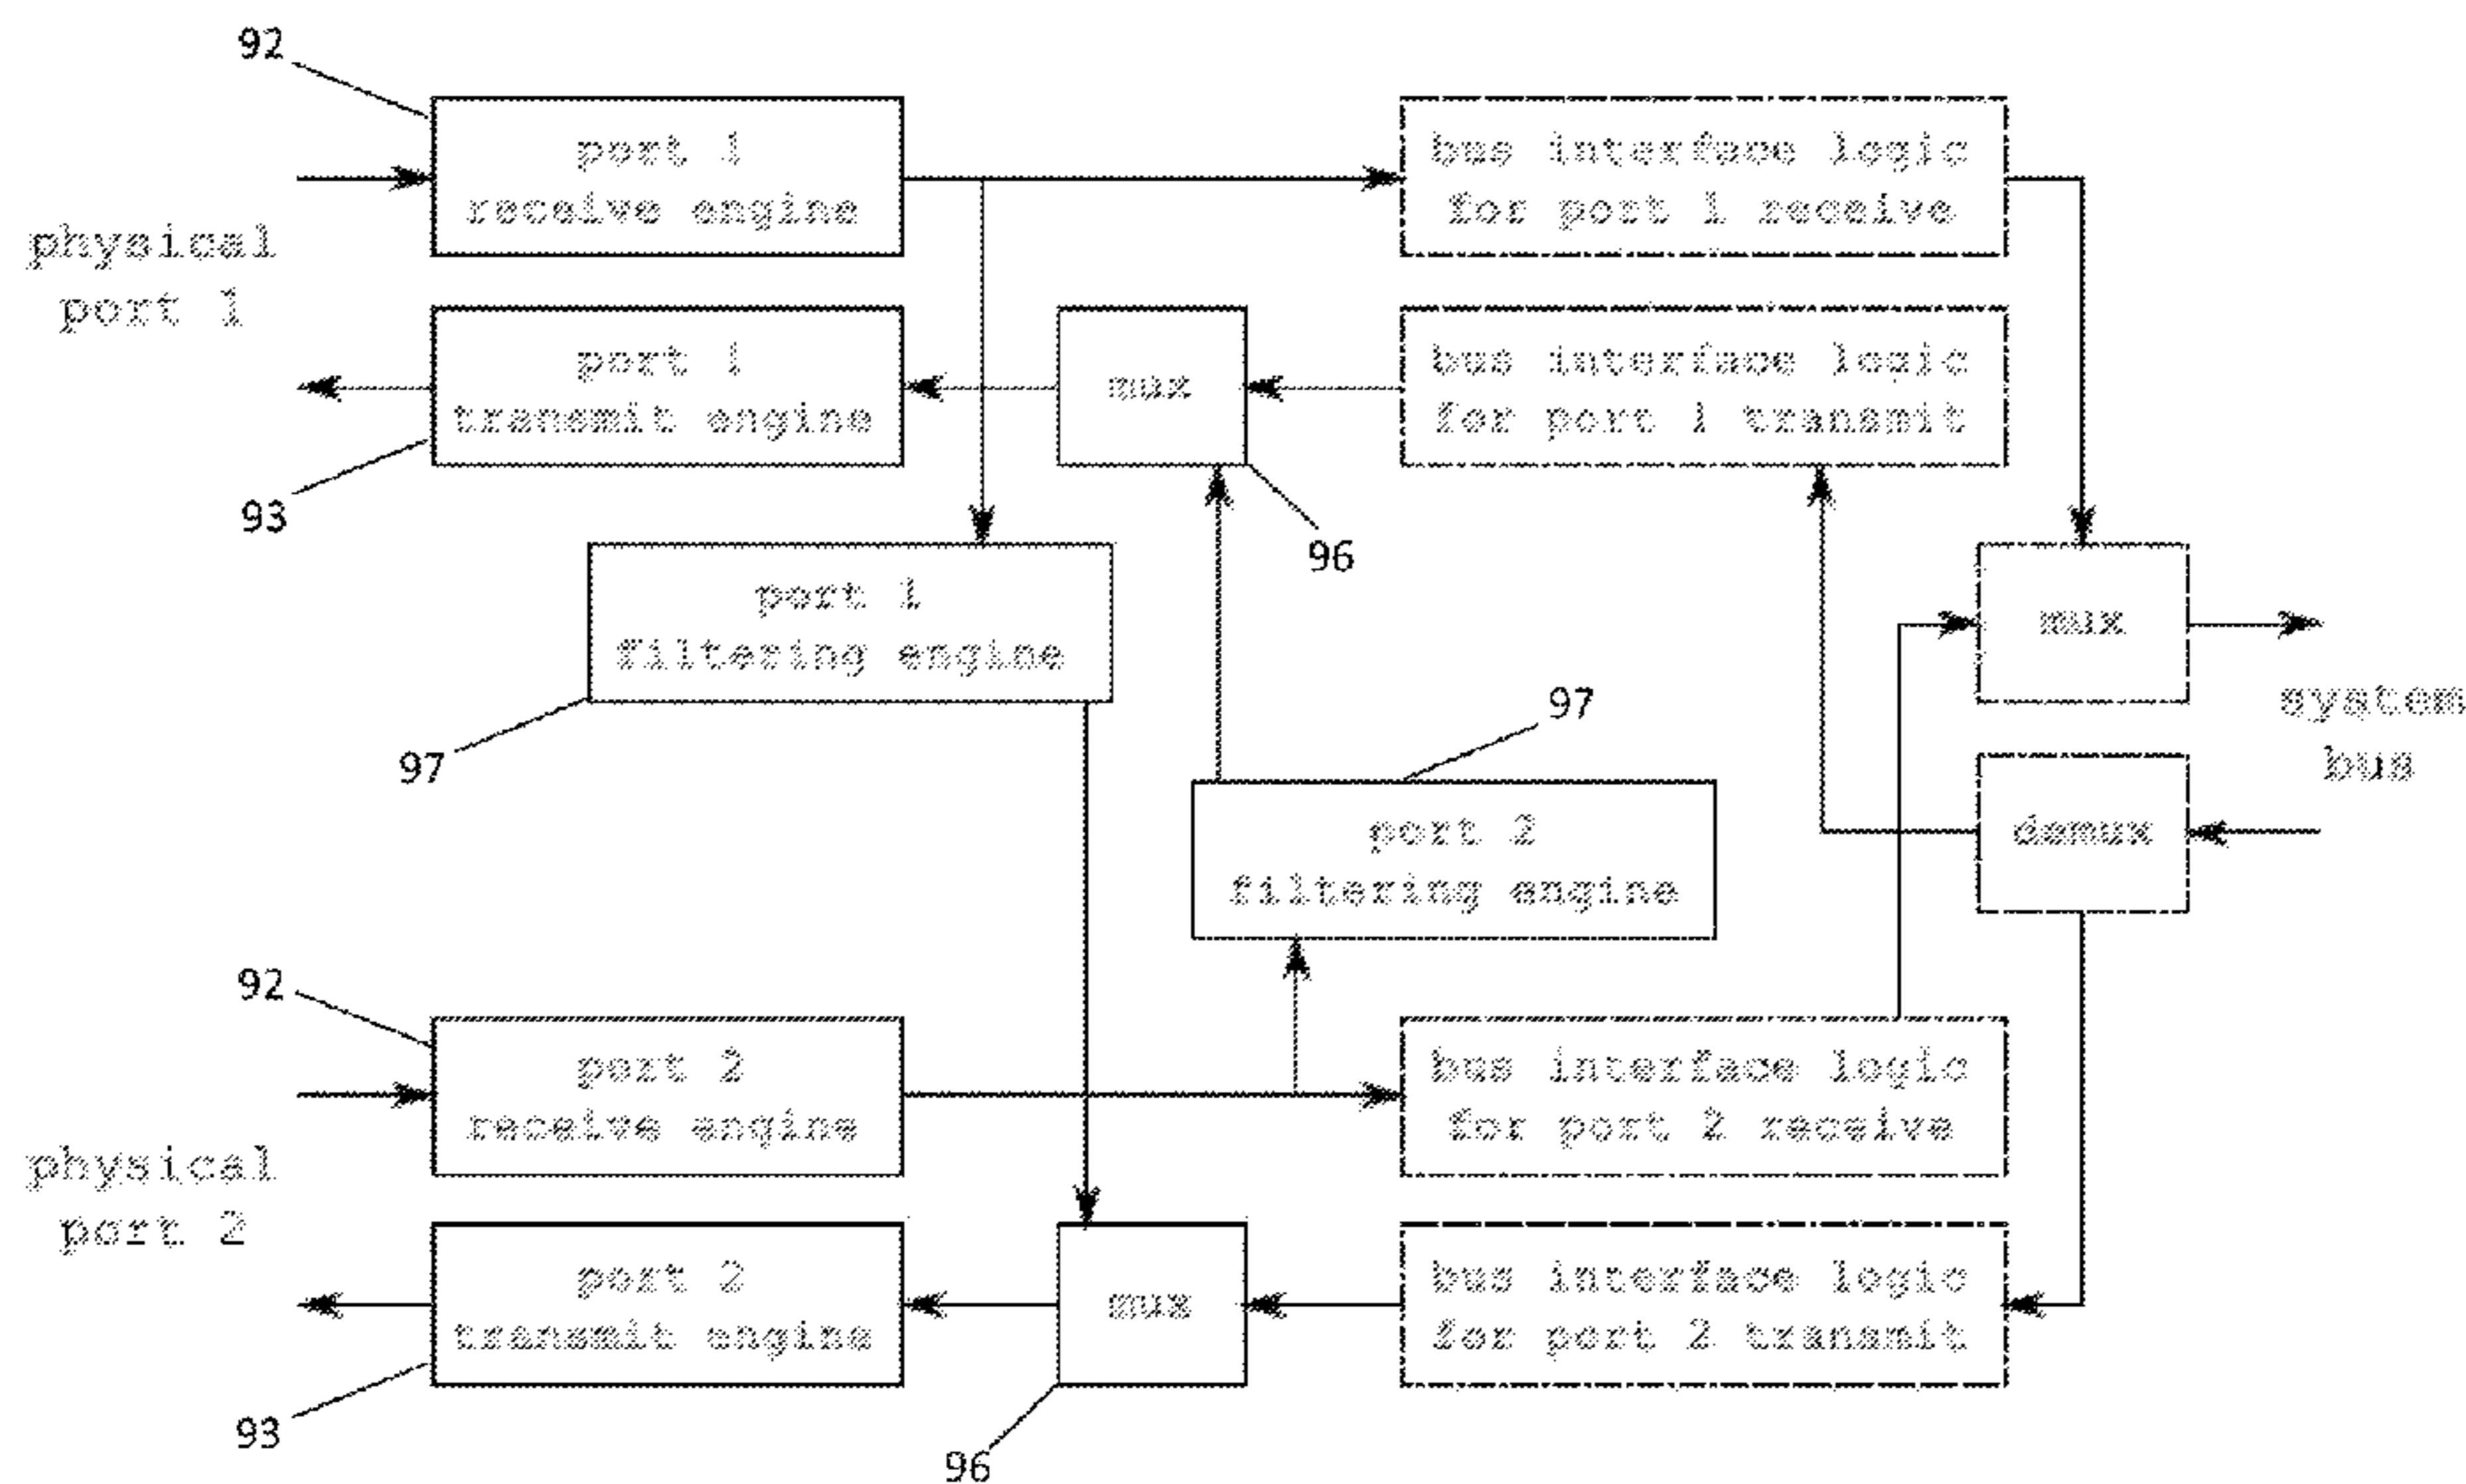 92
port 1
receive engine
bus interface logic
for port 1 receive
physical
port 1
port 1
transmit engine
mux
bus interface logic
for port 1 transmit
93
96
port 1
filtering engine
mux
97
97
system
bus
port 2
filtering engine
demux
92
port 2
receive engine
bus interface logic
for port 2 receive
physical
port 2
port 2
transmit engine
mux
bus interface logic
for port 2 transmit
93
96